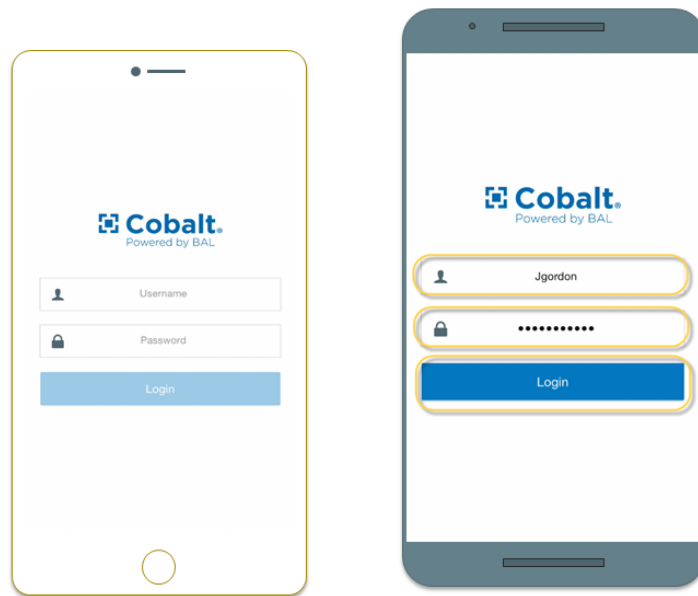 Cobalt®
Powered by BAL
Username
Password
Login
Cobalt®
Powered by BAL
Jgordon
•••••••••••
Login